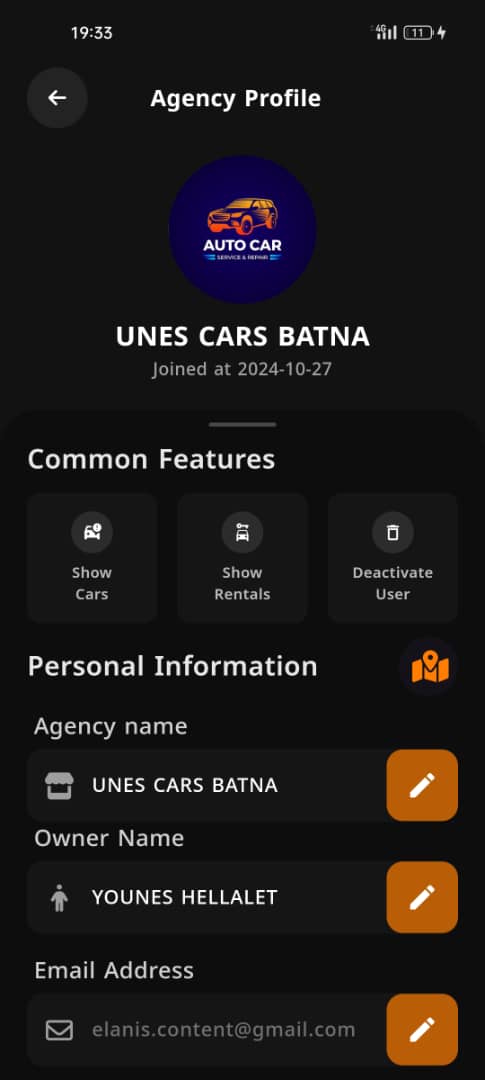 19:33
4G
11
Agency Profile
AUTO CAR
SERVICE & REPAIR
UNES CARS BATNA
Joined at 2024-10-27
Common Features
Show
Cars
Show
Rentals
Deactivate
User
Personal Information
Agency name
UNES CARS BATNA
Owner Name
YOUNES HELLALET
Email Address
elanis.content@gmail.com